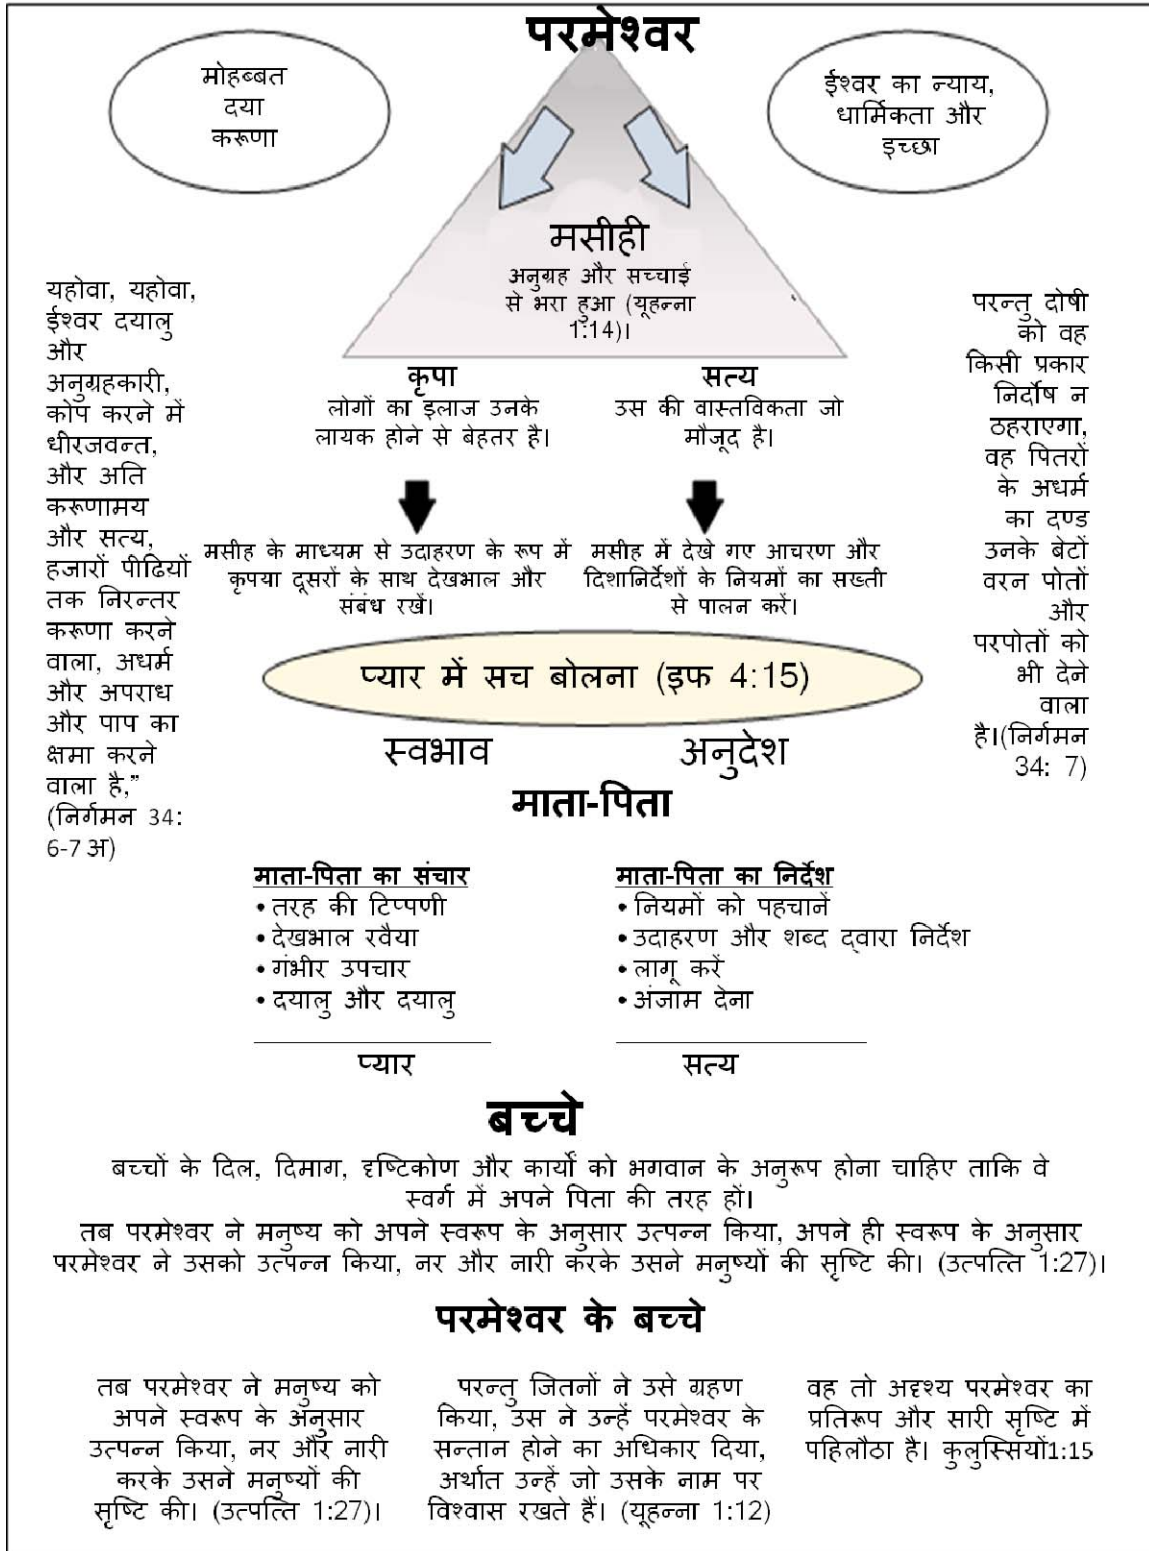 परमेश्वर
मोहब्बत
दया
करूणा
ईश्वर का न्याय,
धार्मिकता और
इच्छा
मसीही
अनुग्रह और सच्चाई
से भरा हुआ (यूहन्ना
1:14)।
यहोवा, यहोवा,
ईश्वर दयालु
और
अनुग्रहकारी,
कोप करने में
धीरजवन्त,
और अति
करूणामय
और सत्य,
हजारों पीढियों
तक निरन्तर
करूणा करने
वाला, अधर्म
और अपराध
और पाप का
क्षमा करने
वाला है,”
(निर्गमन 34:
6-7 अ)
परन्तु दोषी
को वह
किसी प्रकार
निर्दोष न
ठहराएगा,
वह पितरों
के अधर्म
का दण्ड
उनके बेटों
वरन पोतों
और
परपोतों को
भी देने
वाला
है।(निर्गमन
34: 7)
कृपा
लोगों का इलाज उनके
लायक होने से बेहतर है।
सत्य
उस की वास्तविकता जो
मौजूद है।
मसीह के माध्यम से उदाहरण के रूप में
कृपया दूसरों के साथ देखभाल और
संबंध रखें।
मसीह में देखे गए आचरण और
दिशानिर्देशों के नियमों का सख्ती
से पालन करें।
प्यार में सच बोलना (इफ 4:15)
स्वभाव
अनुदेश
माता-पिता
माता-पिता का संचार
• तरह की टिप्पणी
• देखभाल रवैया
• गंभीर उपचार
• दयालु और दयालु
प्यार
माता-पिता का निर्देश
• नियमों को पहचानें
• उदाहरण और शब्द द्वारा निर्देश
• लागू करें
• अंजाम देना
सत्य
बच्चे
बच्चों के दिल, दिमाग, दृष्टिकोण और कार्यों को भगवान के अनुरूप होना चाहिए ताकि वे
स्वर्ग में अपने पिता की तरह हों।
तब परमेश्वर ने मनुष्य को अपने स्वरूप के अनुसार उत्पन्न किया, अपने ही स्वरूप के अनुसार
परमेश्वर ने उसको उत्पन्न किया, नर और नारी करके उसने मनुष्यों की सृष्टि की। (उत्पत्ति 1:27)।
परमेश्वर के बच्चे
तब परमेश्वर ने मनुष्य को
अपने स्वरूप के अनुसार
उत्पन्न किया, नर और नारी
करके उसने मनुष्यों की
सृष्टि की। (उत्पत्ति 1:27)।
परन्तु जितनों ने उसे ग्रहण
किया, उस ने उन्हें परमेश्वर के
सन्तान होने का अधिकार दिया,
अर्थात उन्हें जो उसके नाम पर
विश्वास रखते हैं। (यूहन्ना 1:12)
वह तो अदृश्य परमेश्वर का
प्रतिरूप और सारी सृष्टि में
पहिलौठा है। कुलुस्सियों1:15